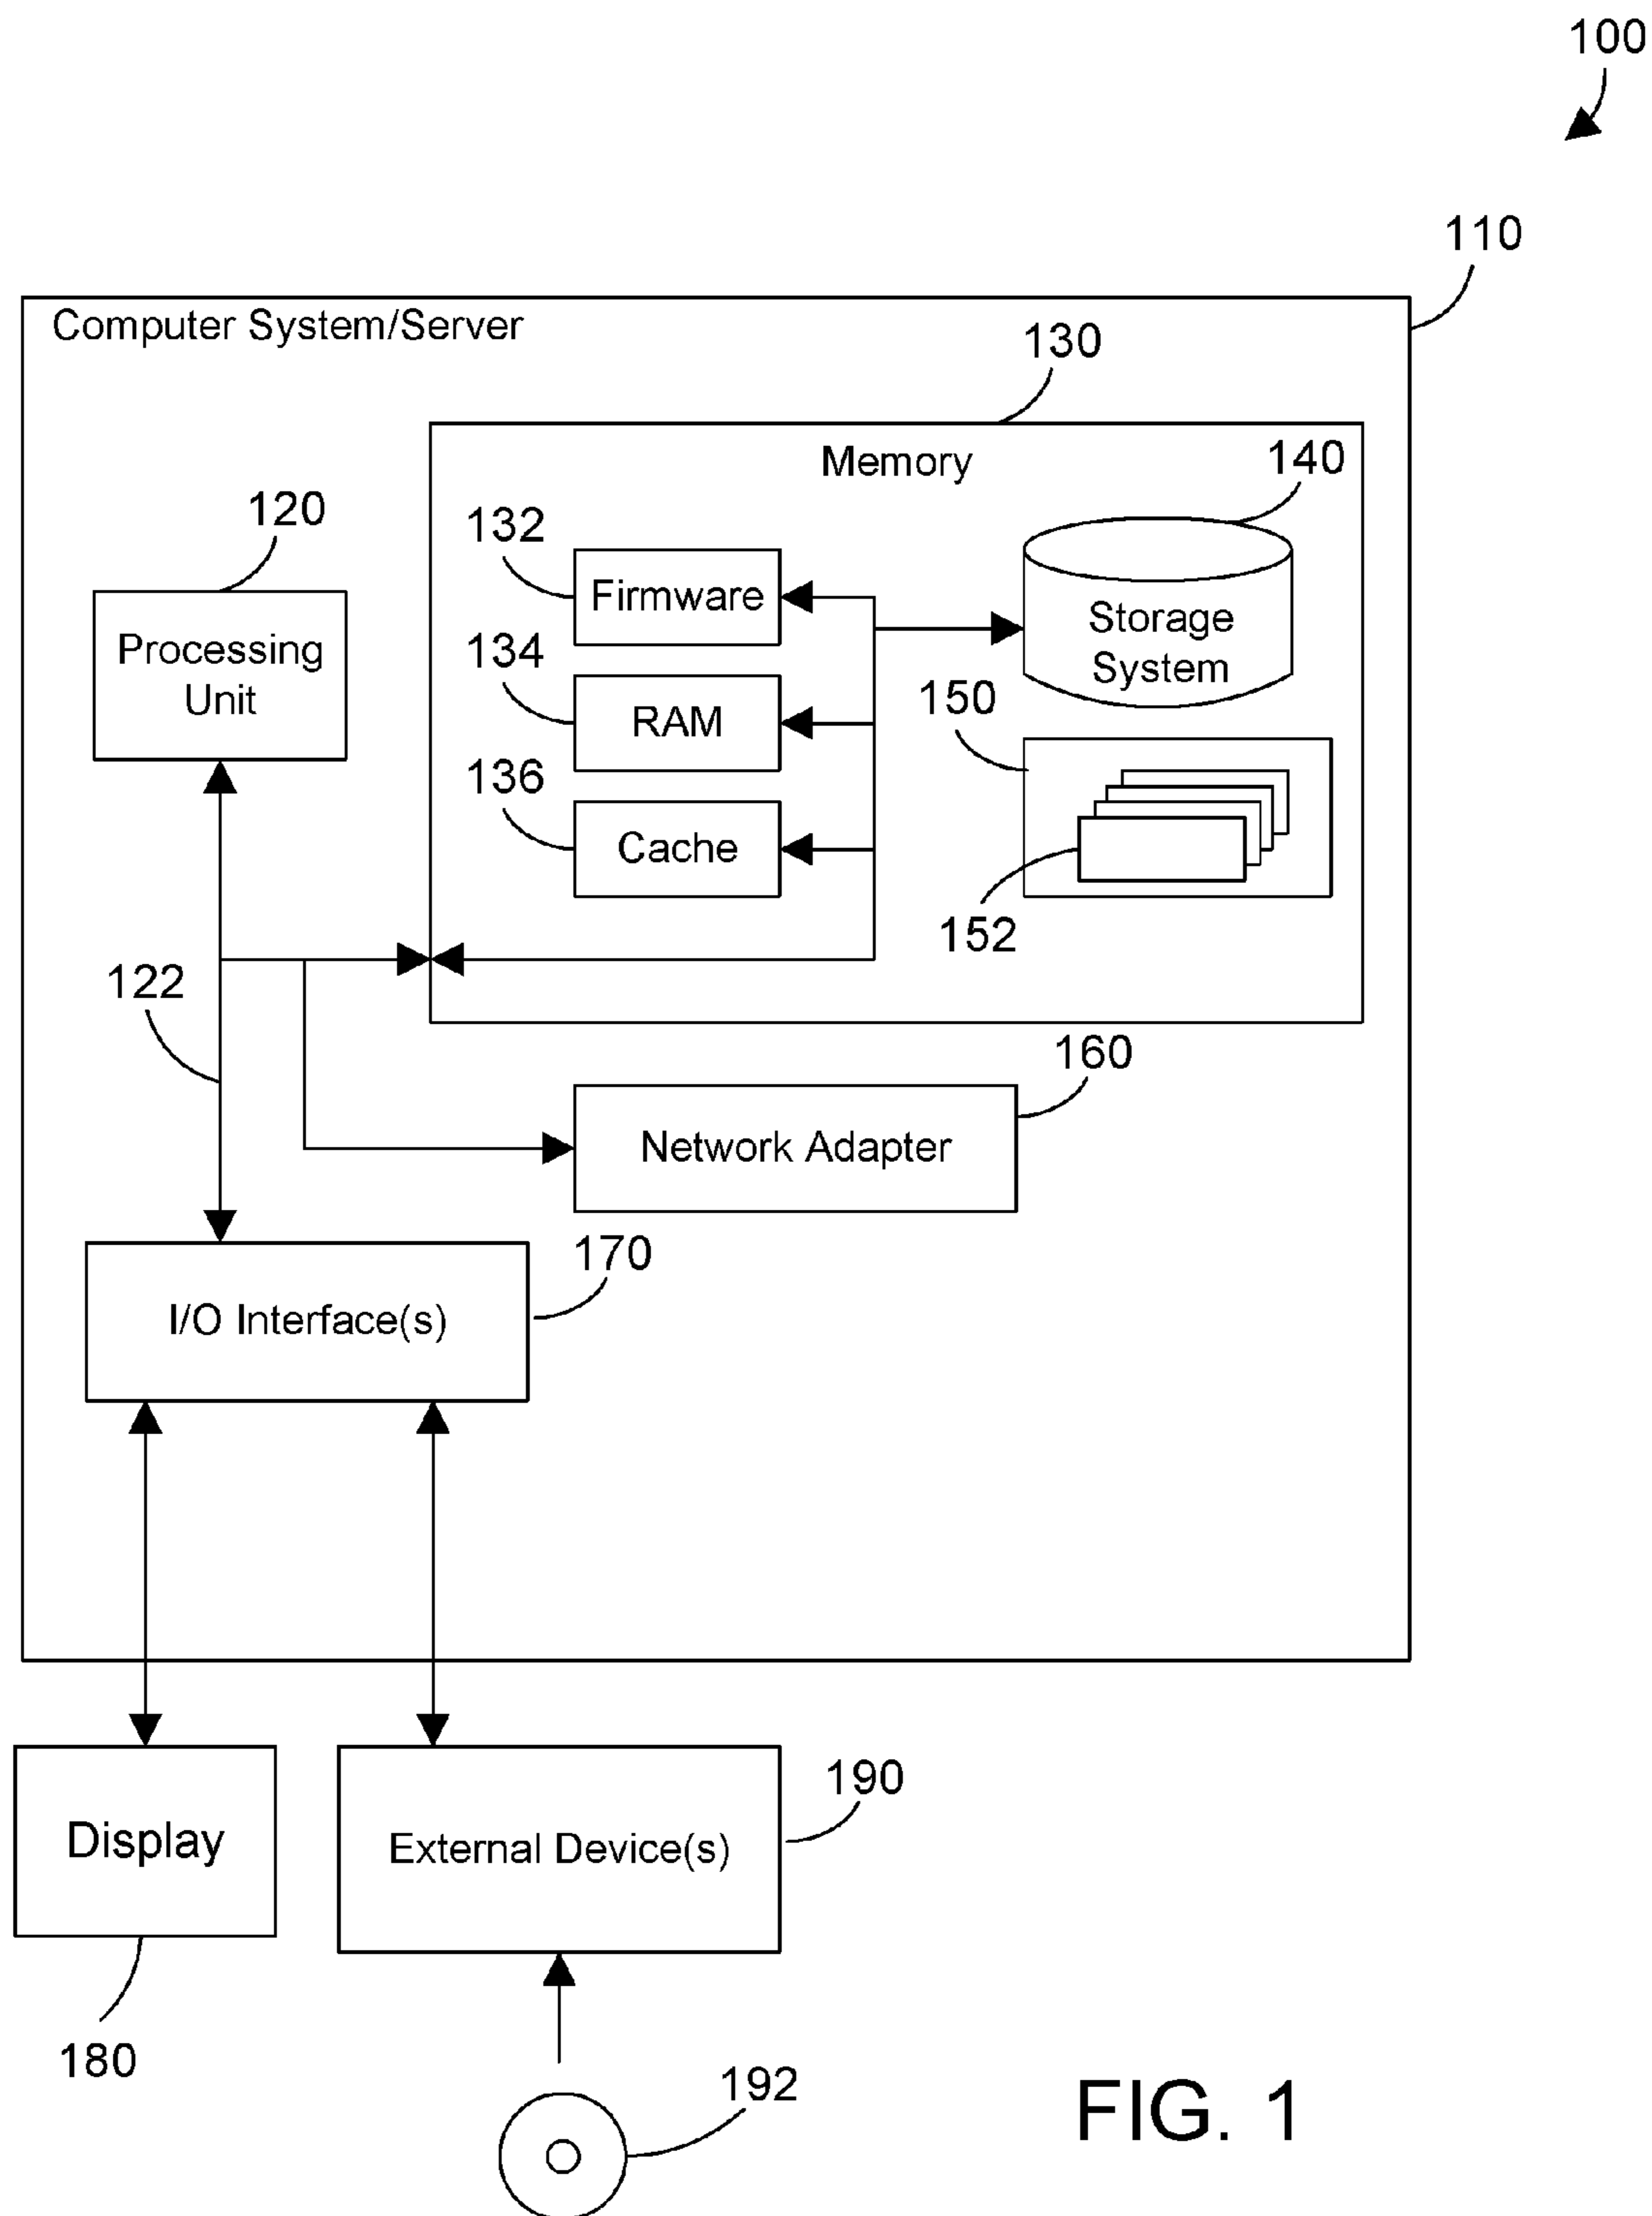 100
110
Computer System/Server
130
Memory
140
120
132
Firmware
Storage
System
134
Processing
Unit
150
RAM
136
Cache
152
122
160
Network Adapter
170
I/O Interface(s)
190
Display
External Device(s)
180
192
FIG. 1